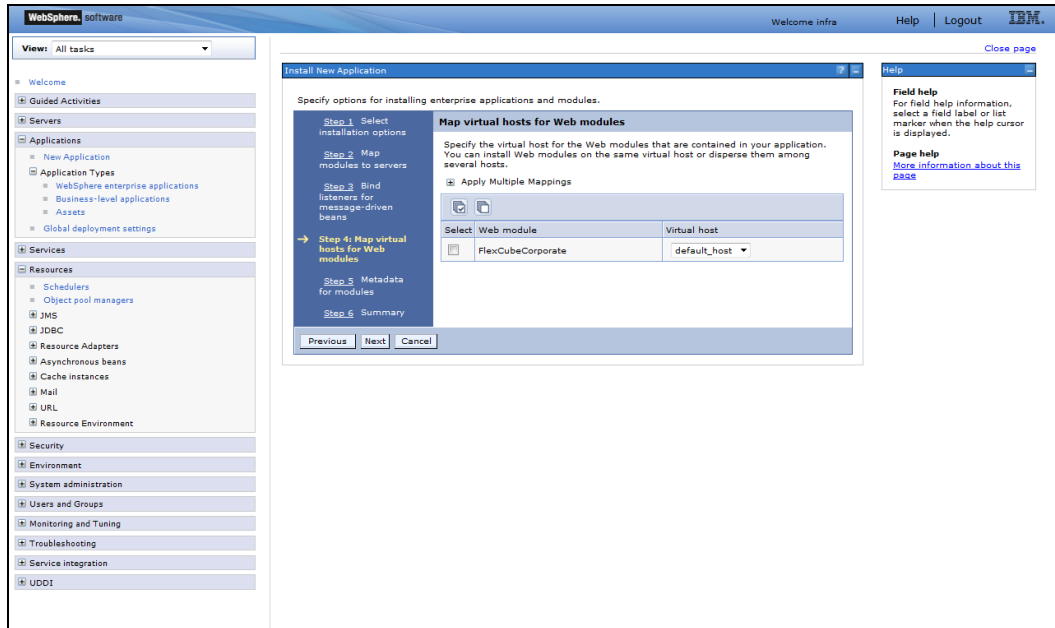 WebSphere. software
Welcome infra
Help | Logout
IBM.
View: All tasks
Welcome
Guided Activities
Servers
Applications
New Application
Application Types
WebSphere enterprise applications
Business-level applications
Assets
Global deployment settings
Services
Resources
Schedulers
Object pool managers
JMS
JDBC
Resource Adapters
Asynchronous beans
Cache instances
Mail
URL
Resource Environment
Security
Environment
System administration
Users and Groups
Monitoring and Tuning
Troubleshooting
Service integration
UDDI
Close page
Install New Application
?
Specify options for installing enterprise applications and modules.
Step 1 Select
installation options
Step 2 Map
modules to servers
Step 3 Bind
listeners for
message-driven
beans
Step 4: Map virtual
hosts for Web
modules
Step 5 Metadata
for modules
Step 6 Summary
Map virtual hosts for Web modules
Specify the virtual host for the Web modules that are contained in your application.
You can install Web modules on the same virtual host or disperse them among
several hosts.
Apply Multiple Mappings
Select Web module Virtual host
FlexCubeCorporate default_host
Previous Next Cancel
Help
Field help
For field help information,
select a field label or list
marker when the help cursor
is displayed.
Page help
More information about this
page